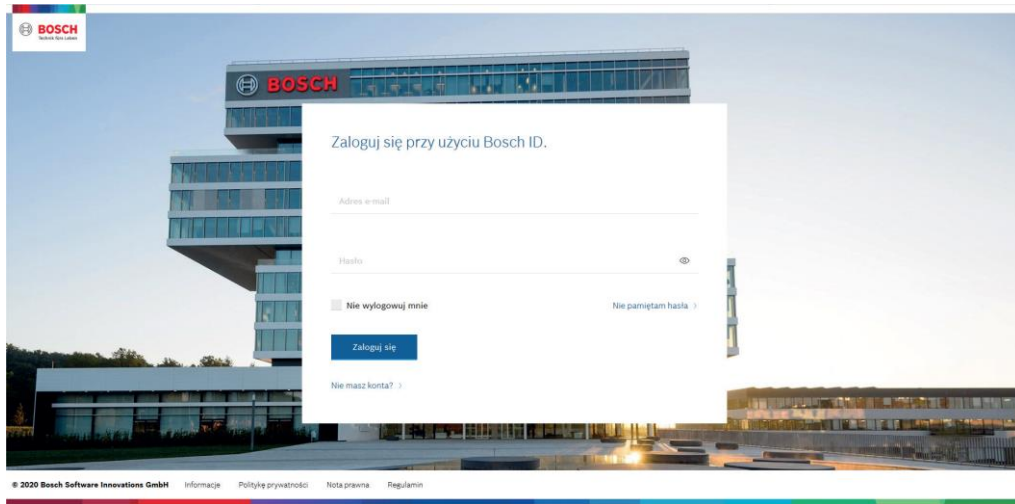 BOSCH
BOSCH
Zaloguj się przy użyciu Bosch ID.
Adres e-mail
Hasło
Nie wylogowuj mnie
Nie pamiętam hasła
Zaloguj się
Nie masz konta?
© 2020 Bosch Software Innovations GmbH Informacje Politykę prywatności Nota prawna Regulamin